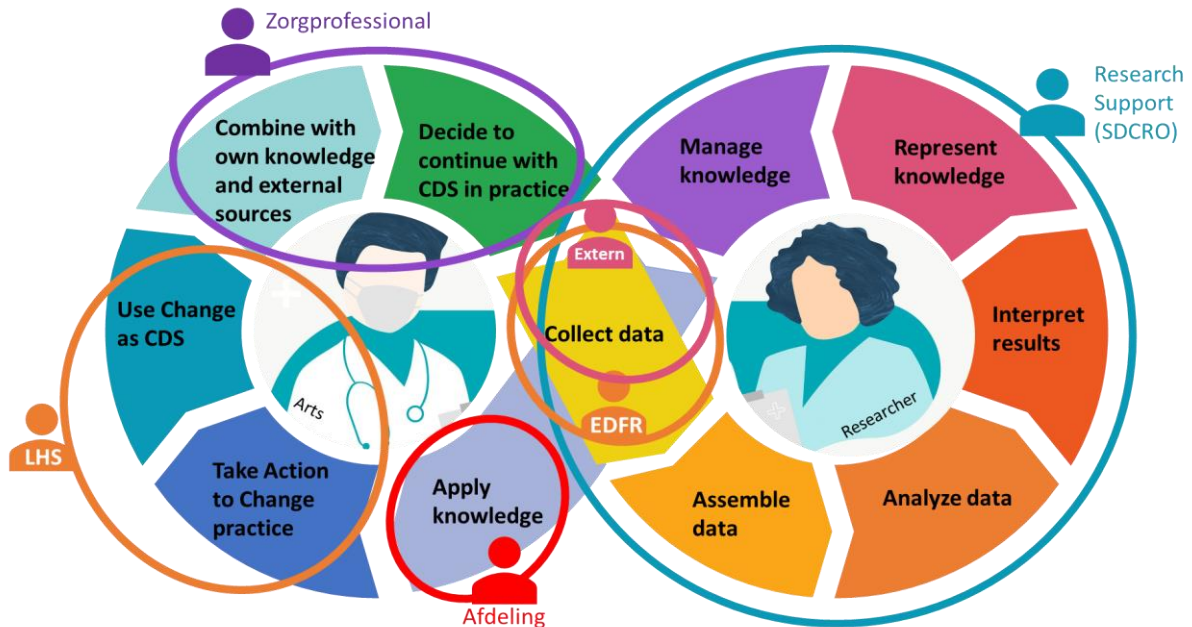 Zorgprofessional
Research
Support
(SDCRO)
Combine with
own knowledge
and external
sources
Decide to
continue with
CDS in practice
Manage
knowledge
Represent
knowledge
Extern
Use Change
as CDS
Collect data
Interpret
results
Arts
EDFR
Researcher
LHS
Take Action
to Change
practice
Apply
knowledge
Assemble
data
Analyze data
Afdeling